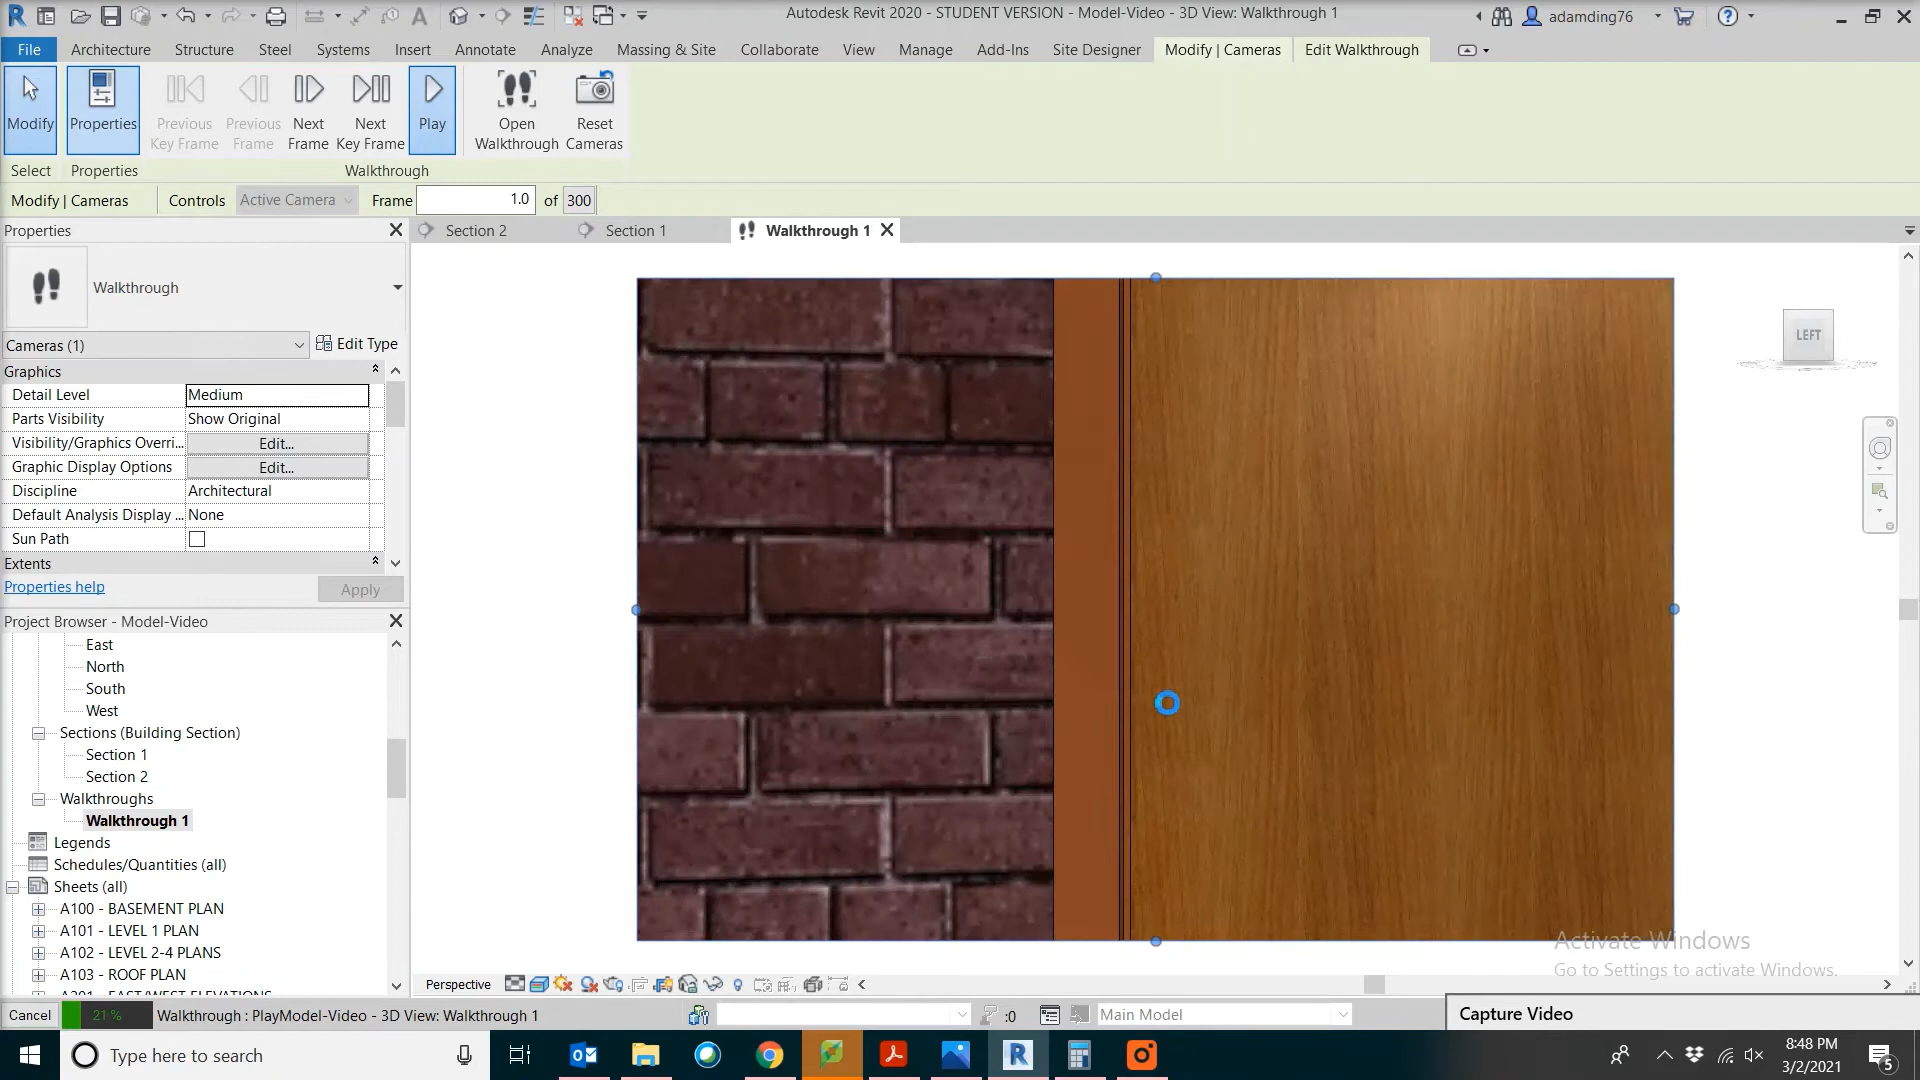 Autodesk Revit 2020 - STUDENT VERSION - Model-Video - 3D View: Walkthrough 1
adamding76
File Architecture Structure Steel Systems Insert Annotate Analyze Massing & Site Collaborate View Manage Add-Ins Site Designer Modify | Cameras Edit Walkthrough
Modify Properties Previous Key Frame Previous Frame Next Frame Next Key Frame Play Open Walkthrough Reset Cameras
Select Properties Walkthrough
Modify | Cameras Controls Active Camera Frame 1.0 of 300
Properties
Section 2 Section 1 Walkthrough 1
Walkthrough
LEFT
Cameras (1) Edit Type
Graphics
Detail Level Medium
Parts Visibility Show Original
Visibility/Graphics Overri... Edit...
Graphic Display Options Edit...
Discipline Architectural
Default Analysis Display ... None
Sun Path
Extents
Properties help Apply
Project Browser - Model-Video
East
North
South
West
Sections (Building Section)
Section 1
Section 2
Walkthroughs
Walkthrough 1
Legends
Schedules/Quantities (all)
Sheets (all)
A100 - BASEMENT PLAN
A101 - LEVEL 1 PLAN
A102 - LEVEL 2-4 PLANS
A103 - ROOF PLAN
Activate Windows
Go to Settings to activate Windows.
Perspective
Cancel 21 % Walkthrough : PlayModel-Video - 3D View: Walkthrough 1 :0 Main Model
Capture Video
Type here to search
8:48 PM
3/2/2021
5